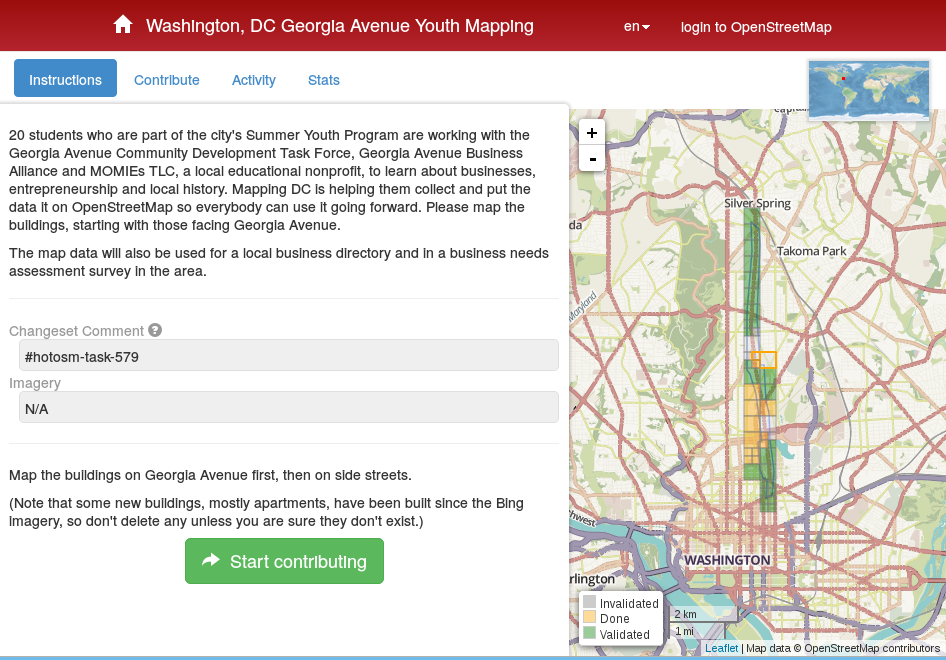 Washington, DC Georgia Avenue Youth Mapping
en
login to OpenStreetMap
Instructions
Contribute
Activity
Stats
20 students who are part of the city's Summer Youth Program are working with the
Georgia Avenue Community Development Task Force, Georgia Avenue Business
Alliance and MOMIEs TLC, a local educational nonprofit, to learn about businesses,
entrepreneurship and local history. Mapping DC is helping them collect and put the
data it on OpenStreetMap so everybody can use it going forward. Please map the
buildings, starting with those facing Georgia Avenue.
The map data will also be used for a local business directory and in a business needs
assessment survey in the area.
Changeset Comment ?
#hotosm-task-579
Imagery
N/A
Map the buildings on Georgia Avenue first, then on side streets.
(Note that some new buildings, mostly apartments, have been built since the Bing
imagery, so don't delete any unless you are sure they don't exist.)
Start contributing
+
-
Silver Spring
da
Takoma Park
Maryland
hwest
WASHINGTON
rlington
Invalidated
Done
Validated
2 km
1 mi
Leaflet | Map data © OpenStreetMap contributors